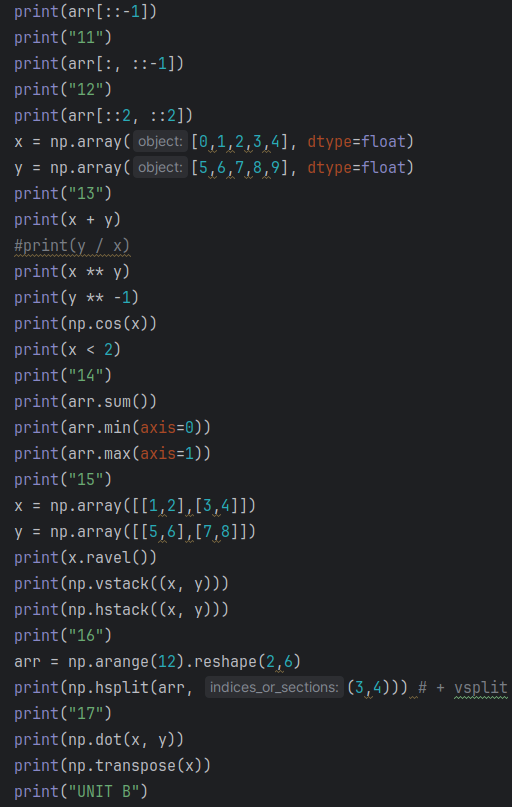 print(arr[::-1])
print("11")
print(arr[:, ::-1])
print("12")
print(arr[::2, ::2])
x = np.array( object: [0,1,2,3,4], dtype=float)
y = np.array( object: [5,6,7,8,9], dtype=float)
print("13")
print(x + y)
#print(y / x)
print(x ** y)
print(y ** -1)
print(np.cos(x))
print(x < 2)
print("14")
print(arr.sum())
print(arr.min(axis=0))
print(arr.max(axis=1))
print("15")
x = np.array([[1,2],[3,4]])
y = np.array([[5,6],[7,8]])
print(x.ravel())
print(np.vstack((x, y)))
print(np.hstack((x, y)))
print("16")
arr = np.arange(12).reshape(2,6)
print(np.hsplit(arr, indices_or_sections: (3,4))) # + vsplit
print("17")
print(np.dot(x, y))
print(np.transpose(x))
print("UNIT B")